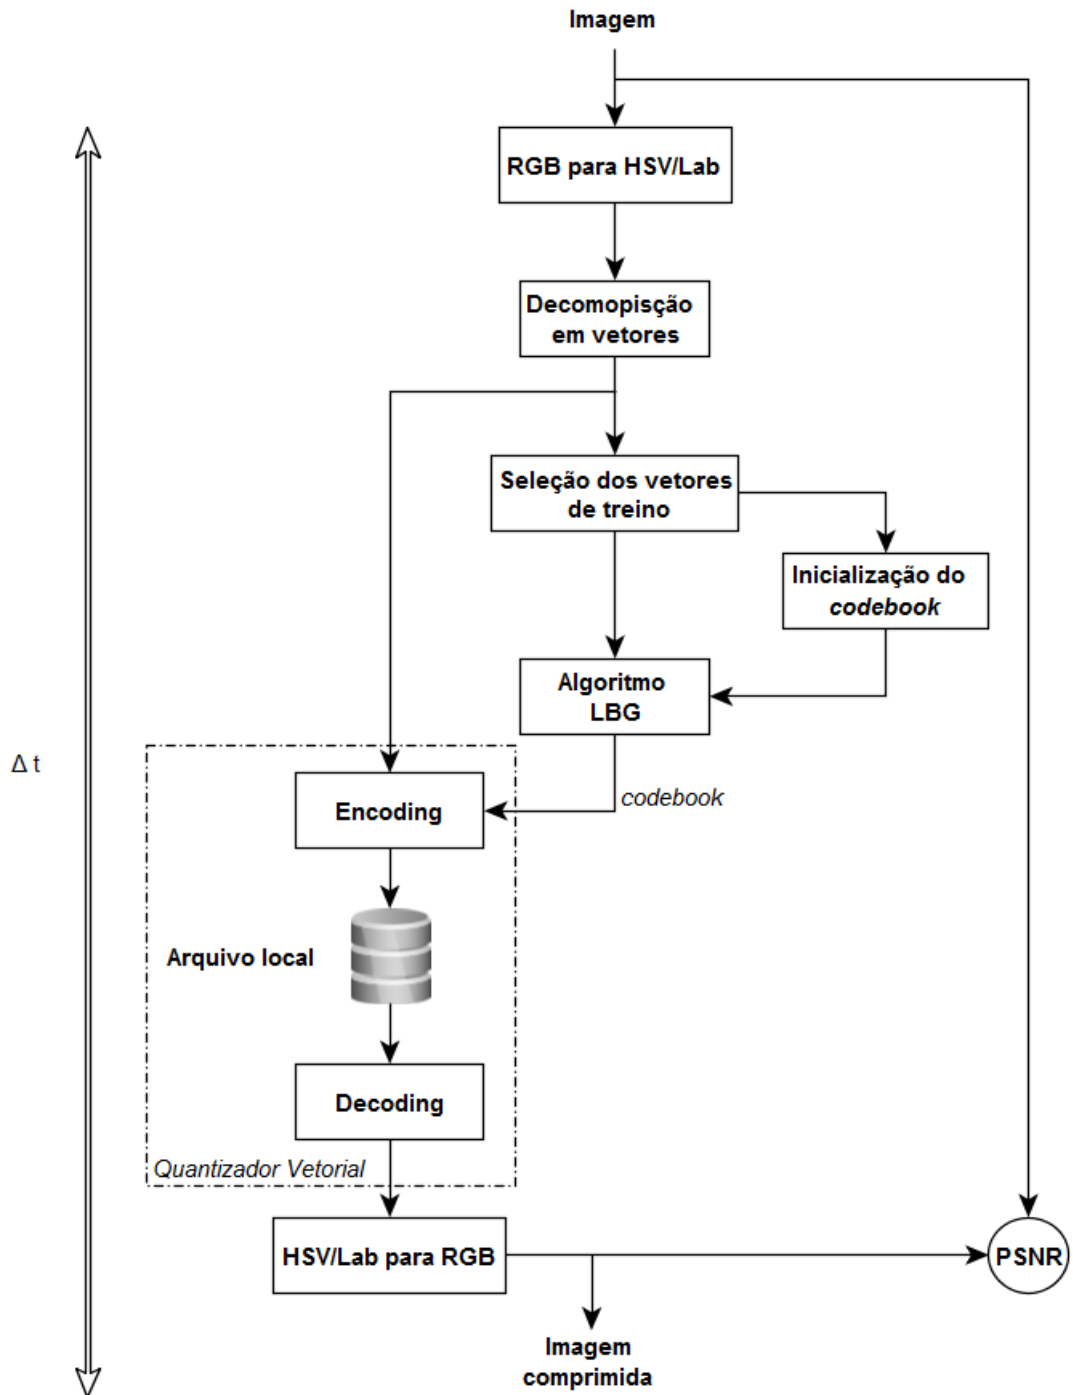 Imagem
RGB para HSV/Lab
Decomopisção
em vetores
Seleção dos vetores
de treino
Inicialização do
codebook
Algoritmo
LBG
Δ t
codebook
Encoding
Arquivo local
Decoding
Quantizador Vetorial
HSV/Lab para RGB
PSNR
Imagem
comprimida